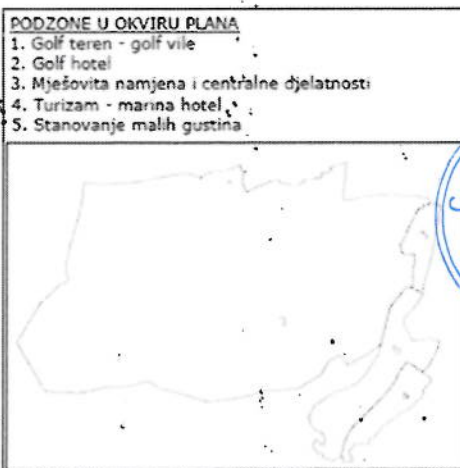 PODZONE U OKVIRU PLANA
1. Golf teren - golf vile
2. Golf hotel
3. Mješovita namjena i centralne djelatnosti
4. Turizam - marina hotel
5. Stanovanje malih gustina